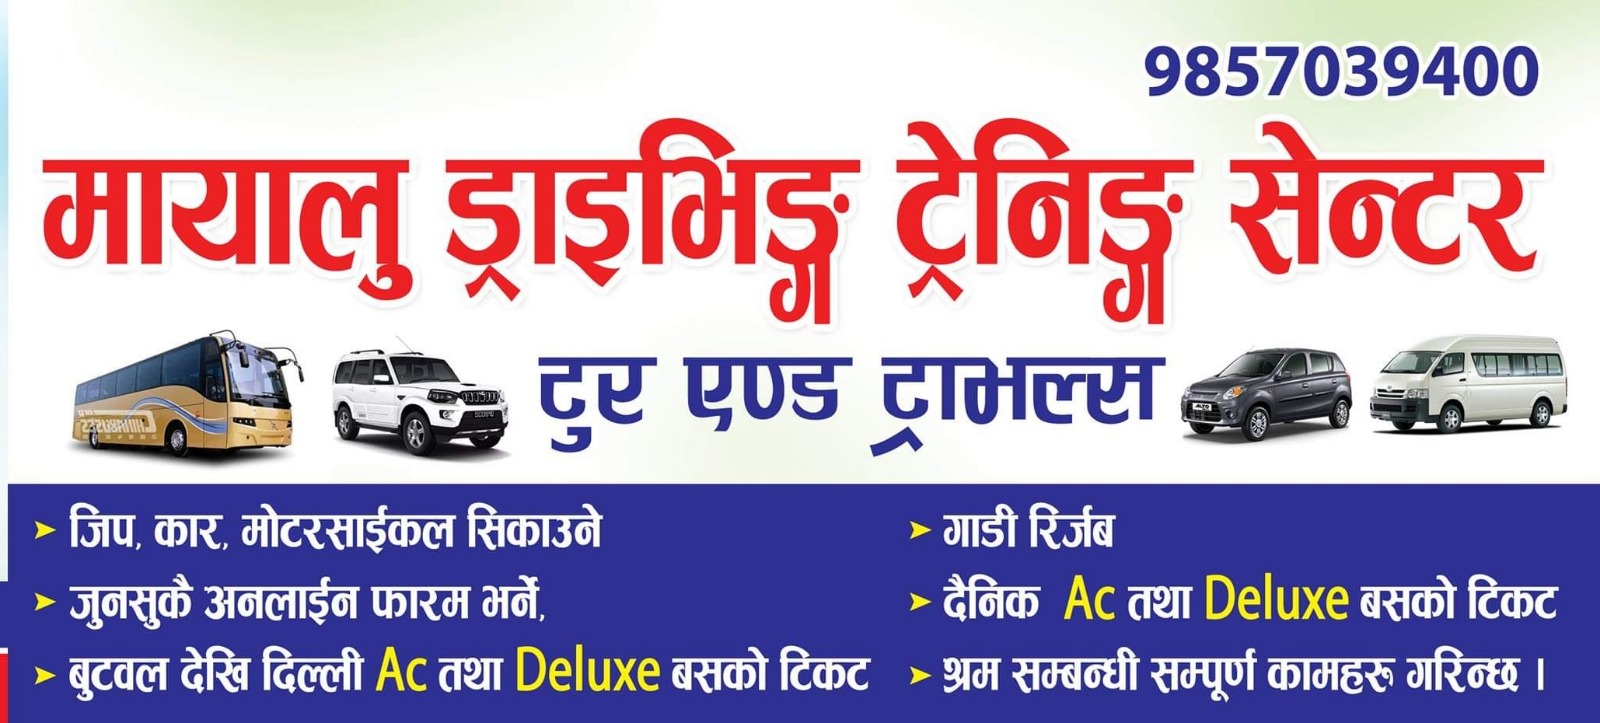 9857039400
मायालु ड्राइभिङ्ग ट्रेनिङ्ग सेन्टर
टुर एण्ड ट्राभल्स
SCORPIO
➤ जिप, कार, मोटरसाईकल सिकाउने
➤ जुनसुकै अनलाईन फारम भर्ने,
➤ बुटवल देखि दिल्ली Ac तथा Deluxe बसको टिकट
➤ गाडी रिर्जब
➤ दैनिक Ac तथा Deluxe बसको टिकट
➤ श्रम सम्बन्धी सम्पूर्ण कामहरू गरिन्छ ।